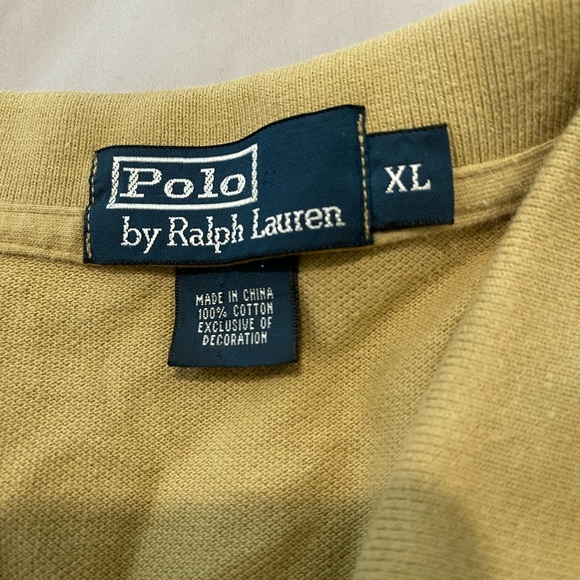 Polo
by Ralph Lauren
XL
MADE IN CHINA
100% COTTON
EXCLUSIVE OF
DECORATION